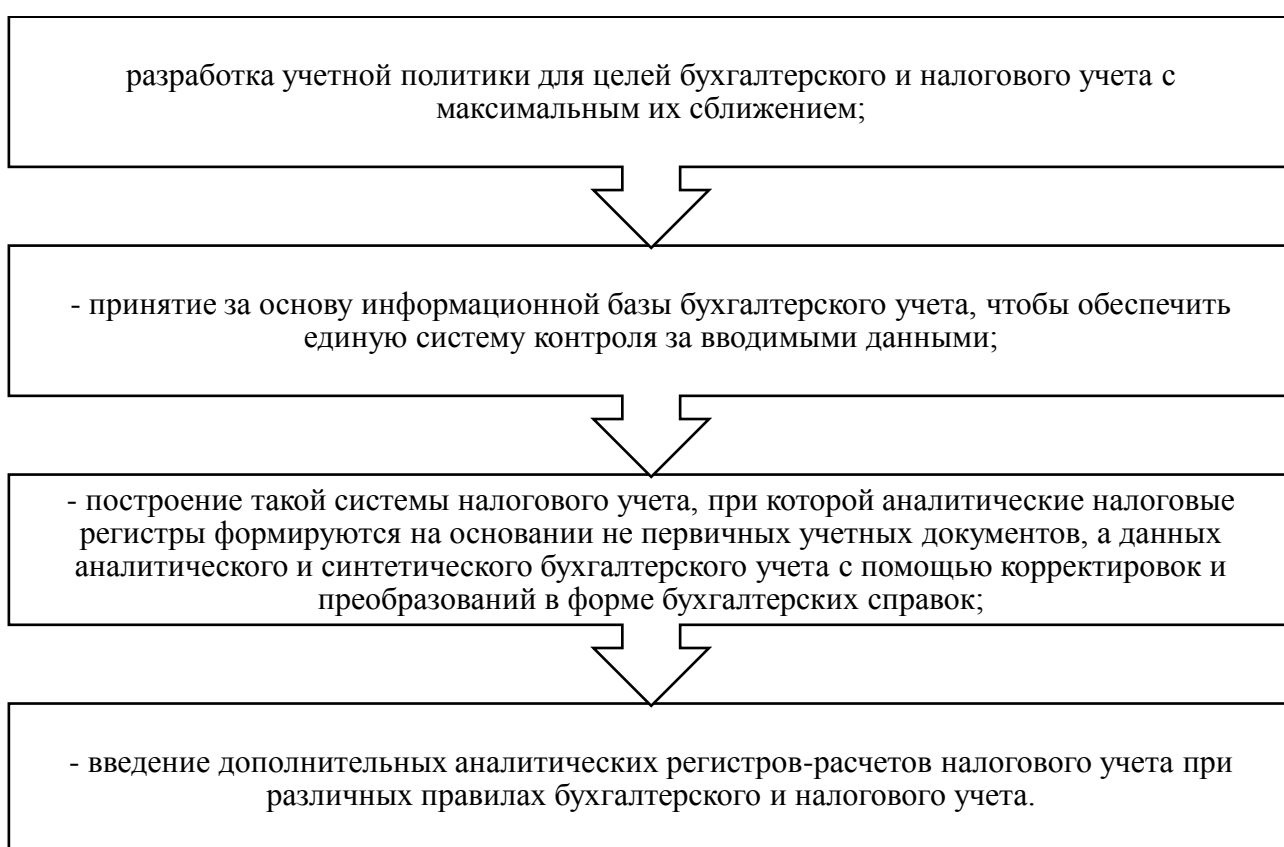 разработка учетной политики для целей бухгалтерского и налогового учета с
максимальным их сближением;
- принятие за основу информационной базы бухгалтерского учета, чтобы обеспечить
единую систему контроля за вводимыми данными;
- построение такой системы налогового учета, при которой аналитические налоговые
регистры формируются на основании не первичных учетных документов, а данных
аналитического и синтетического бухгалтерского учета с помощью корректировок и
преобразований в форме бухгалтерских справок;
- введение дополнительных аналитических регистров-расчетов налогового учета при
различных правилах бухгалтерского и налогового учета.